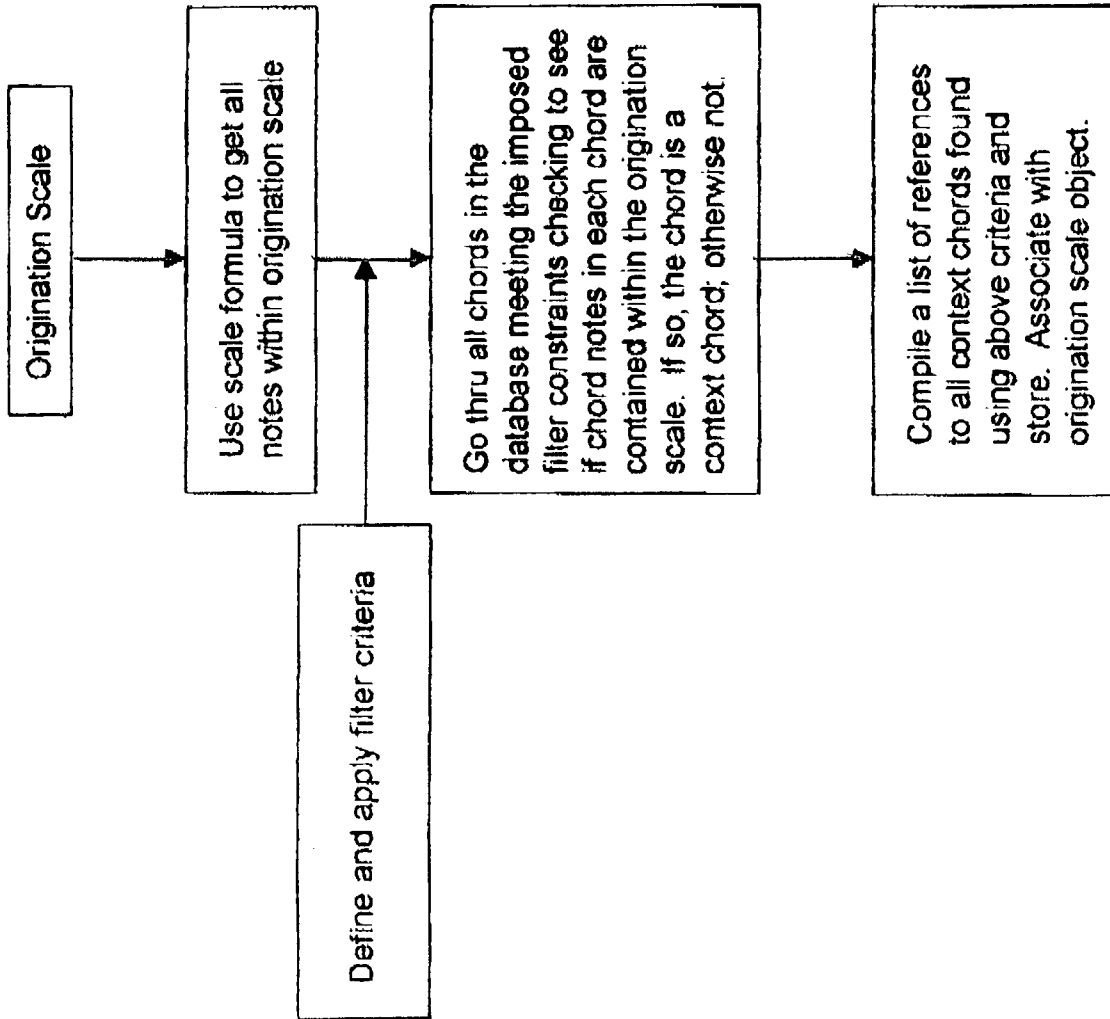 Origination Scale
Use scale formula to get all
notes within origination scale
Define and apply filter criteria
Go thru all chords in the
database meeting the imposed
filter constraints checking to see
if chord notes in each chord are
contained within the origination
scale. If so, the chord is a
context chord; otherwise not.
Compile a list of references
to all context chords found
using above criteria and
store. Associate with
origination scale object.